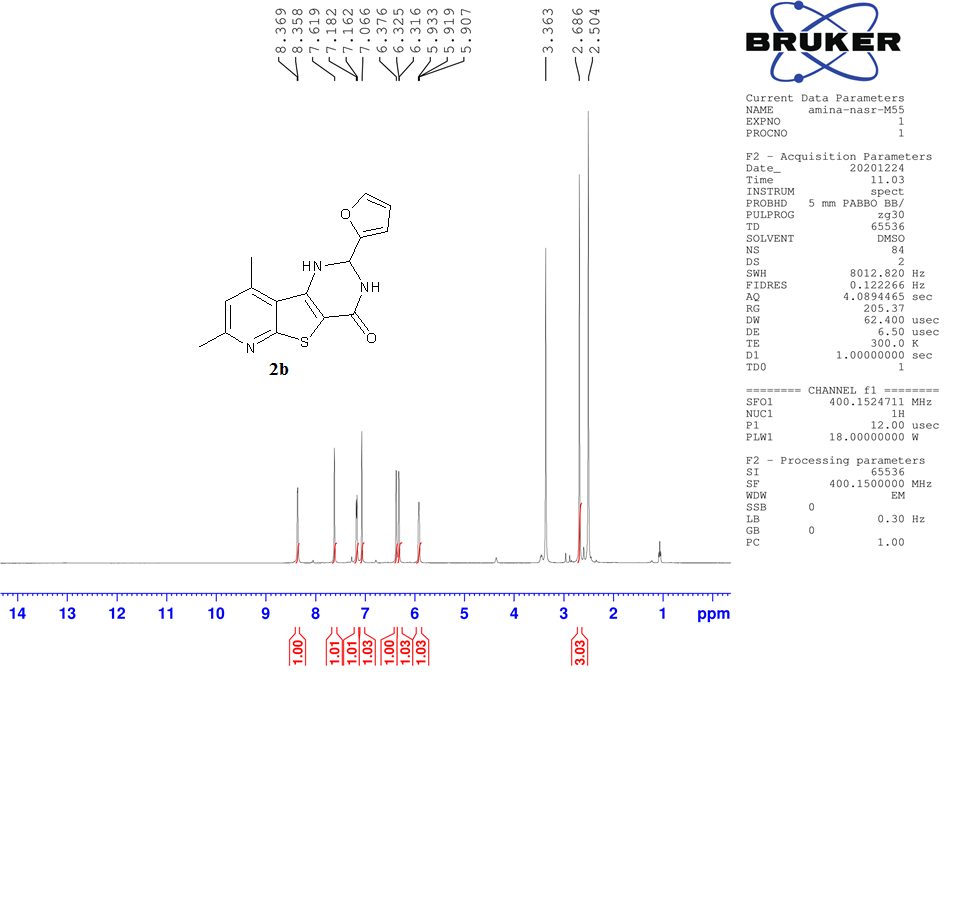 8.369
8.358
7.619
7.182
7.162
7.066
6.376
6.325
6.316
5.933
5.919
5.907
3.363
2.686
2.504
BRUKER
Current Data Parameters
NAME amina-nasr-M55
EXPNO 1
PROCNO 1
F2 - Acquisition Parameters
Date_ 20201224
Time 11.03
INSTRUM spect
PROBHD 5 mm PABBO BB/
PULPROG zg30
TD 65536
SOLVENT DMSO
NS 84
DS 2
SWH 8012.820 Hz
FIDRES 0.122266 Hz
AQ 4.0894465 sec
RG 205.37
DW 62.400 usec
DE 6.50 usec
TE 300.0 K
D1 1.00000000 sec
TD0 1
======== CHANNEL f1 ========
SFO1 400.1524711 MHz
NUC1 1H
P1 12.00 usec
PLW1 18.00000000 W
F2 - Processing parameters
SI 65536
SF 400.1500000 MHz
WDW EM
SSB 0
LB 0.30 Hz
GB 0
PC 1.00
O
HN
NH
O
S
N
2b
14 13 12 11 10 9 8 7 6 5 4 3 2 1 ppm
1.00
1.01
1.01
1.03
1.00
1.03
1.03
3.03